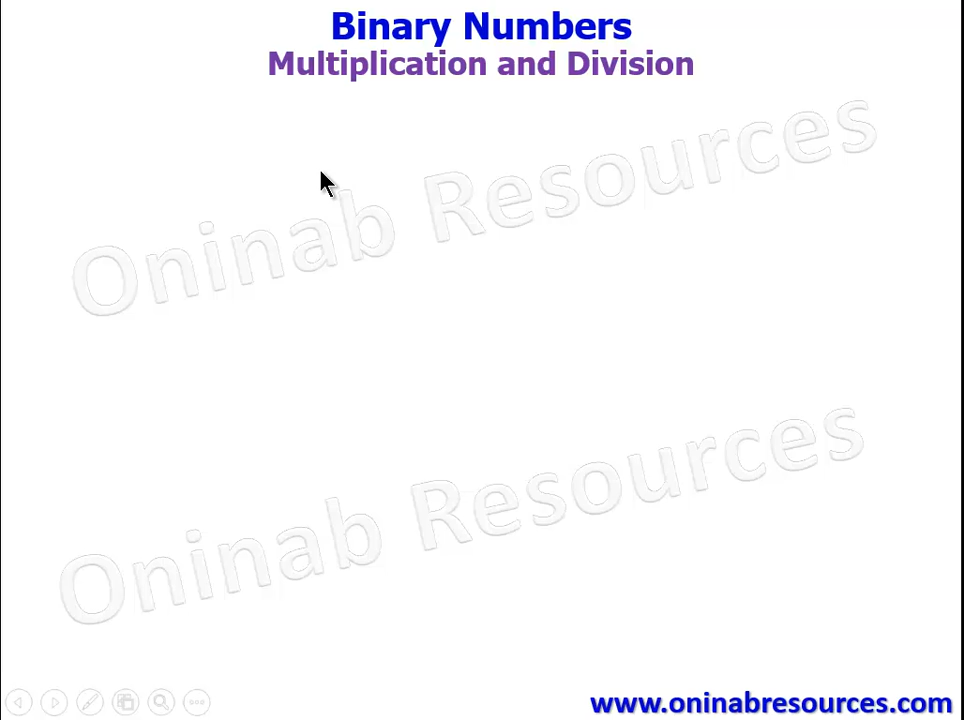 Binary Numbers
Multiplication and Division
Oninab Resources
Oninab Resources
www.oninabresources.com